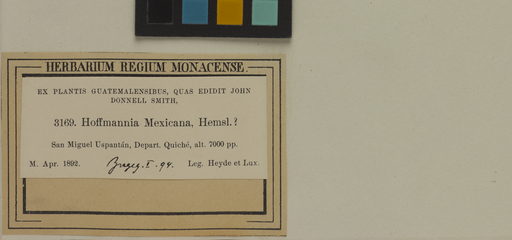 HERBARIUM REGIUM MONACENSE.
EX PLANTIS GUATEMALENSIBUS, QUAS EDIDIT JOHN
DONNELL SMITH,
3169. Hoffmannia Mexicana, Hemsl.?
San Miguel Uspantán, Depart. Quiché, alt. 7000 pp.
M. Apr. 1892. X. 94. Leg. Heyde et Lux.